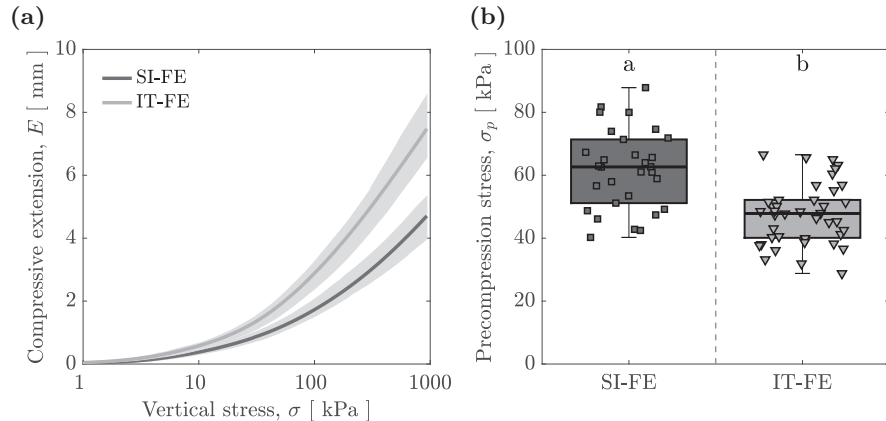 (a)
10
8
6
4
2
0
Compressive extension, E [ mm ]
SI-FE
IT-FE
1 10 100 1000
Vertical stress, σ [ kPa ]
(b)
100
80
60
40
20
0
Precompression stress, σp [ kPa ]
a b
SI-FE IT-FE